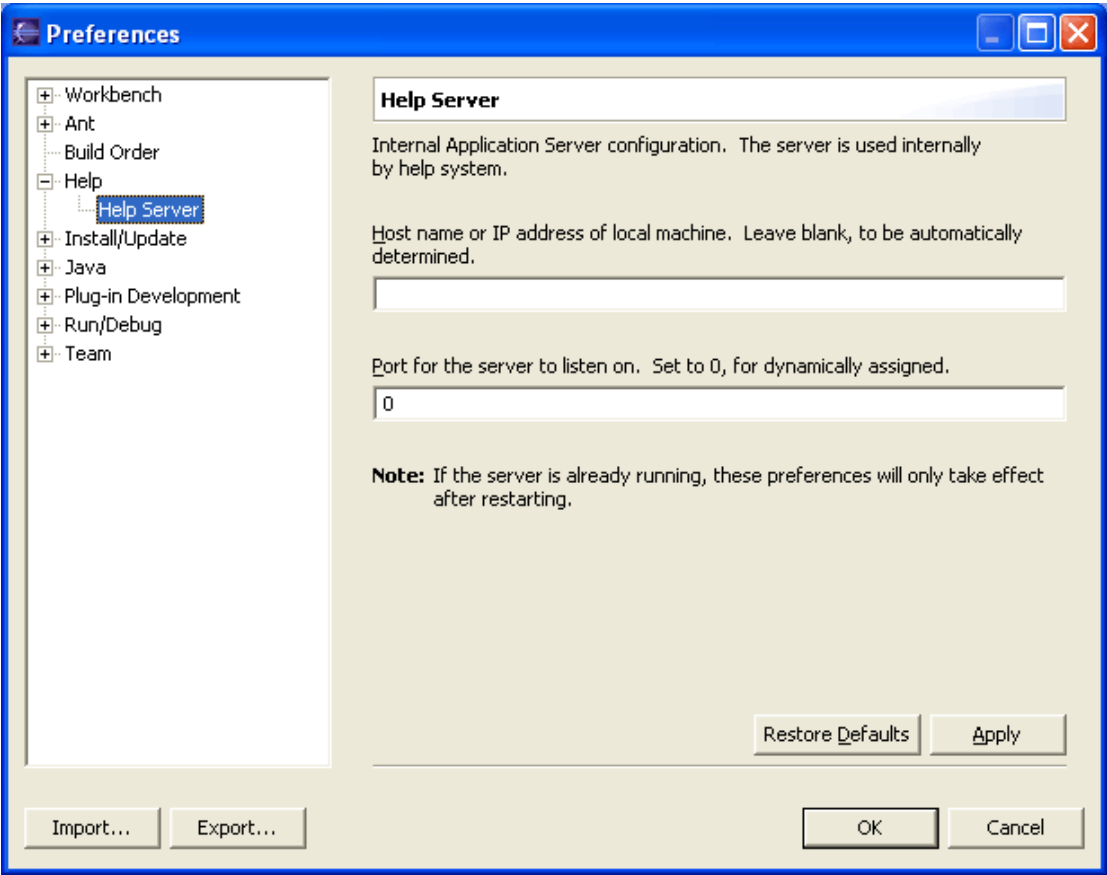 Preferences
Workbench
Ant
Build Order
Help
Help Server
Install/Update
Java
Plug-in Development
Run/Debug
Team
Help Server
Internal Application Server configuration.  The server is used internally
by help system.
Host name or IP address of local machine.  Leave blank, to be automatically
determined.
Port for the server to listen on.  Set to 0, for dynamically assigned.
0
Note: If the server is already running, these preferences will only take effect
after restarting.
Restore Defaults
Apply
Import...
Export...
OK
Cancel